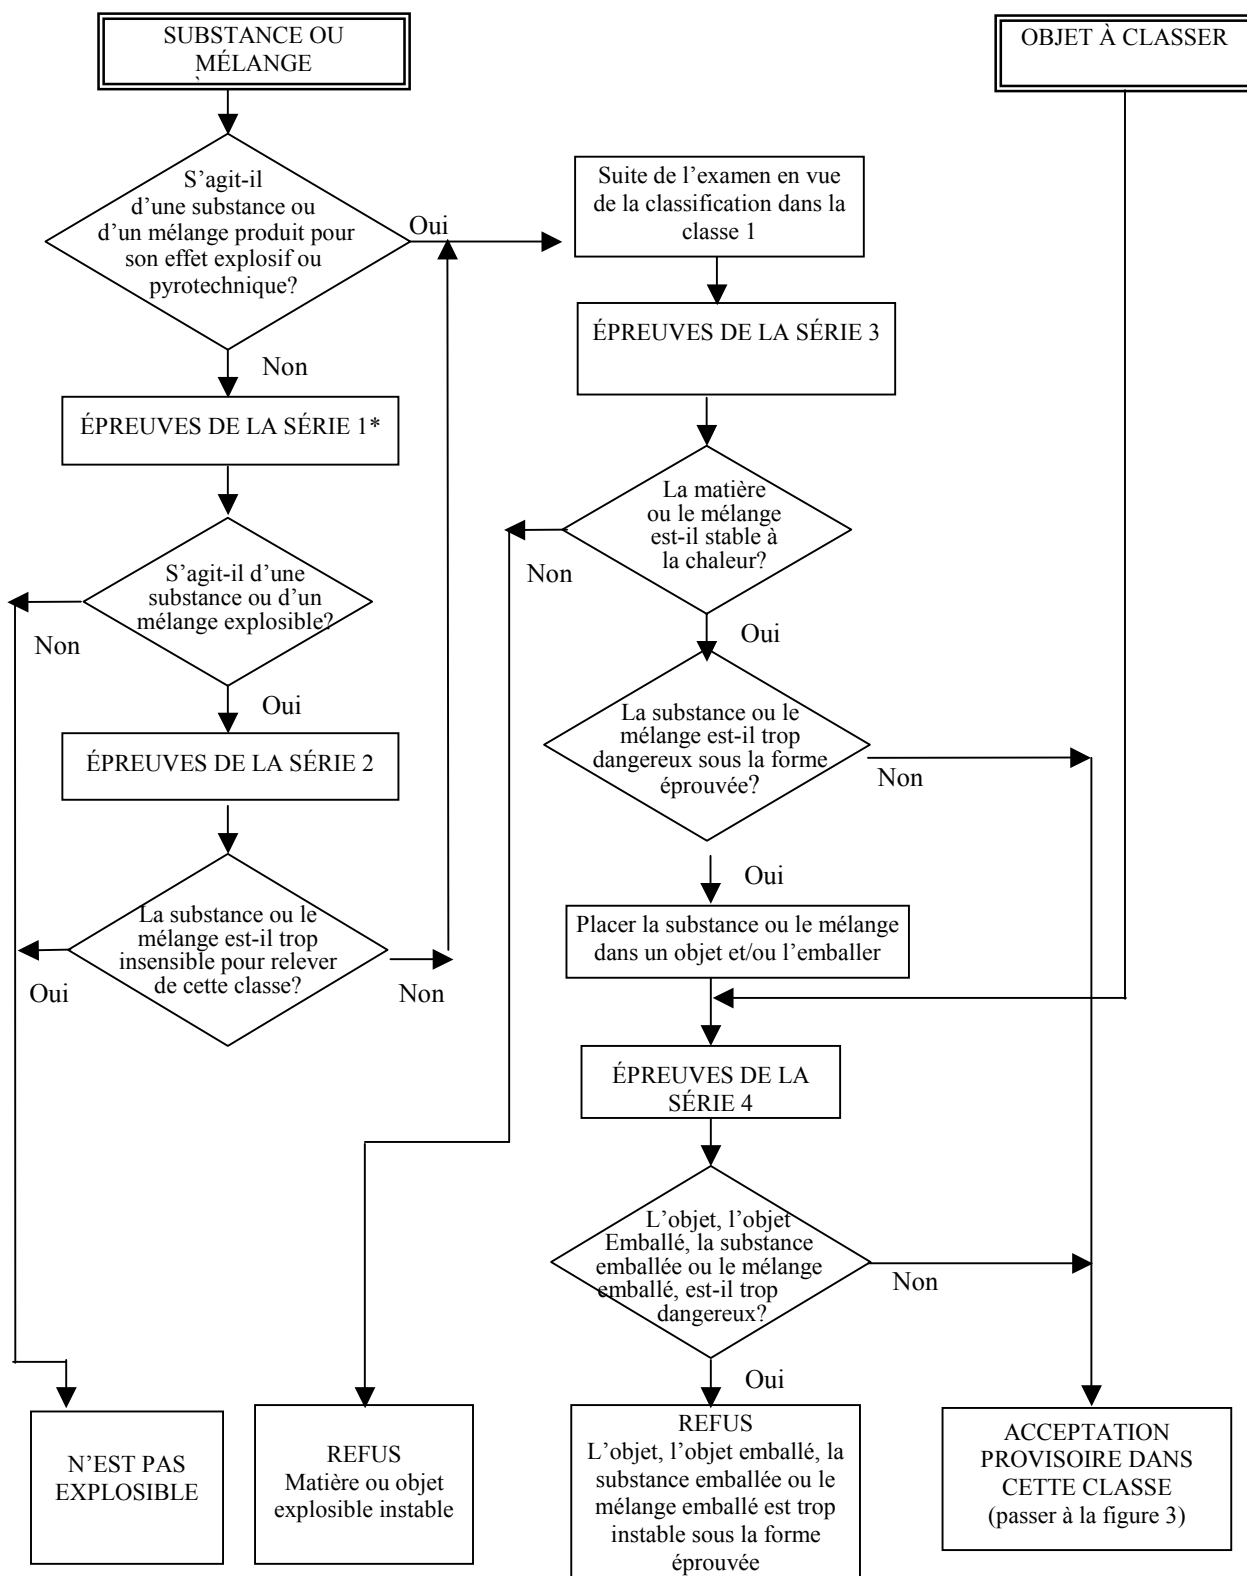 SUBSTANCE OU
MÉLANGE
OBJET À CLASSER
S’agit-il
d’une substance ou
d’un mélange produit pour
son effet explosif ou
pyrotechnique?
Oui
Non
Suite de l’examen en vue
de la classification dans la
classe 1
ÉPREUVES DE LA SÉRIE 3
ÉPREUVES DE LA SÉRIE 1*
La matière
ou le mélange
est-il stable à
la chaleur?
Non
Oui
S’agit-il d’une
substance ou d’un
mélange explosible?
Non
Oui
La substance ou le
mélange est-il trop
dangereux sous la forme
éprouvée?
Non
Oui
ÉPREUVES DE LA SÉRIE 2
La substance ou le
mélange est-il trop
insensible pour relever
de cette classe?
Oui
Non
Placer la substance ou le mélange
dans un objet et/ou l’emballer
ÉPREUVES DE LA
SÉRIE 4
L’objet, l’objet
Emballé, la substance
emballée ou le mélange
emballé, est-il trop
dangereux?
Non
Oui
N’EST PAS
EXPLOSIBLE
REFUS
Matière ou objet
explosible instable
REFUS
L’objet, l’objet emballé, la
substance emballée ou le
mélange emballé est trop
instable sous la forme
éprouvée
ACCEPTATION
PROVISOIRE DANS
CETTE CLASSE
(passer à la figure 3)